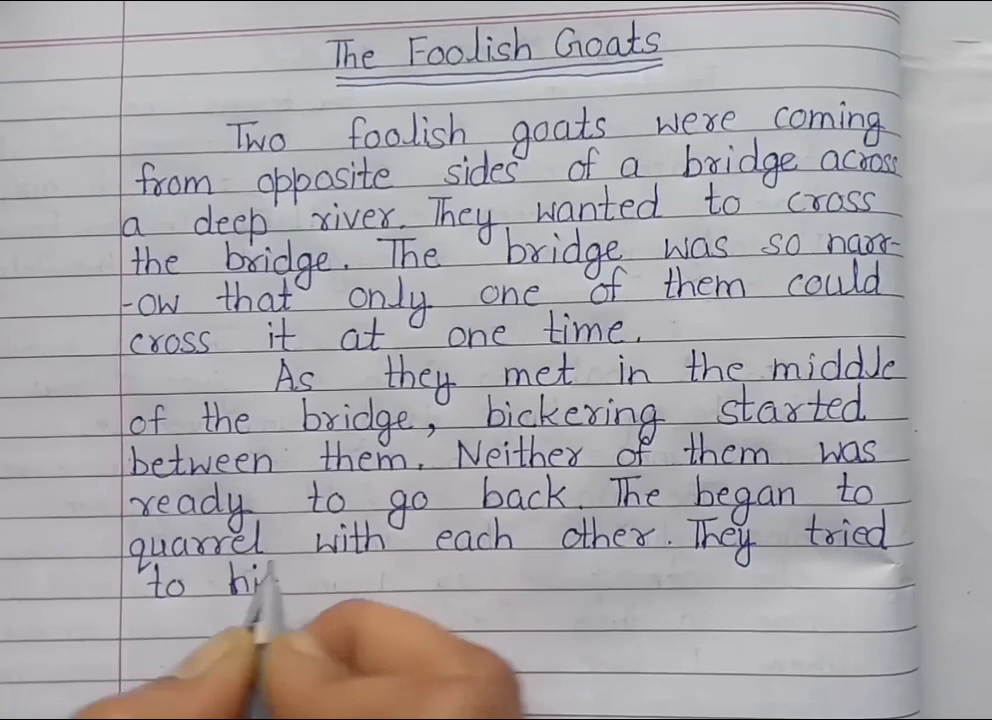 The Foolish Goats
Two foolish goats were coming
from opposite sides of a bridge across
a deep river. They wanted to cross
the bridge. The bridge was so narr-
-ow that only one of them could
cross it at one time.
As they met in the middle
of the bridge, bickering started
between them. Neither of them was
ready to go back. The began to
quarrel with each other. They tried
to hi